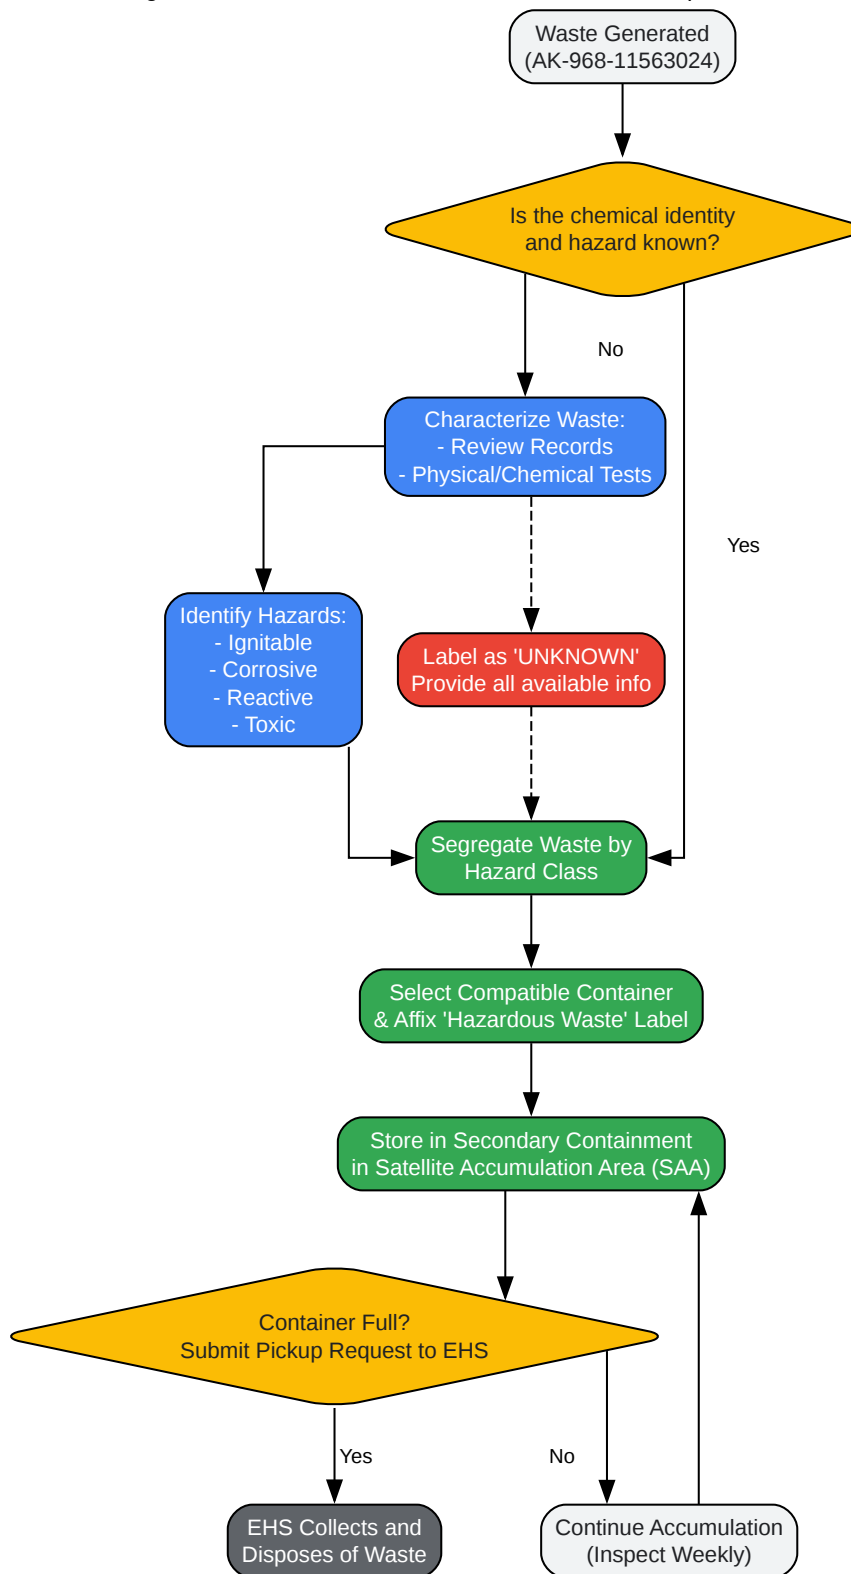 Waste Generated
(AK-968-11563024)
Is the chemical identity
and hazard known?
No
Characterize Waste:
- Review Records
- Physical/Chemical Tests
Yes
Identify Hazards:
- Ignitable
- Corrosive
- Reactive
- Toxic
Label as 'UNKNOWN'
Provide all available info
Segregate Waste by
Hazard Class
Select Compatible Container
& Affix 'Hazardous Waste' Label
Store in Secondary Containment
in Satellite Accumulation Area (SAA)
Container Full?
Submit Pickup Request to EHS
Yes
No
EHS Collects and
Disposes of Waste
Continue Accumulation
(Inspect Weekly)